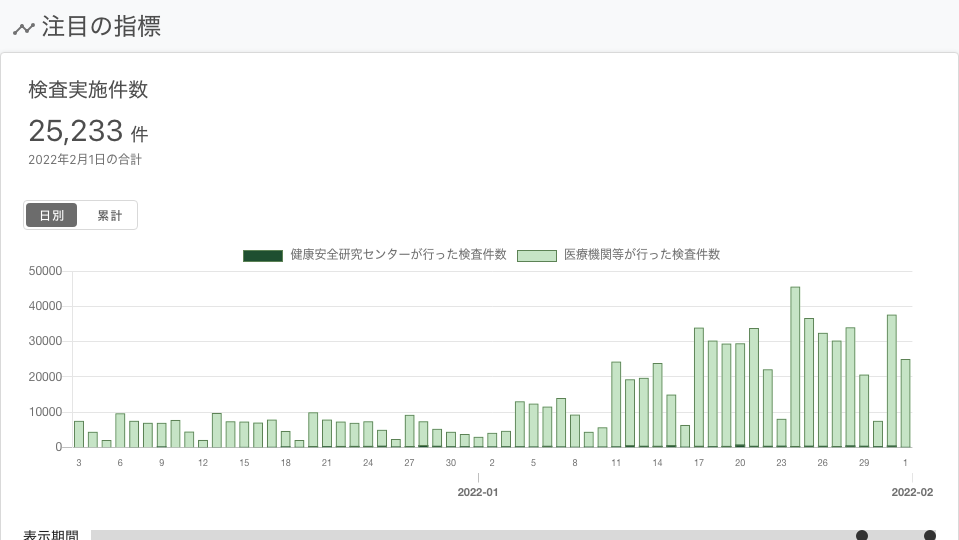 注目の指標
検査実施件数
25,233 件
2022年2月1日の合計
日別 累計
健康安全研究センターが行った検査件数 医療機関等が行った検査件数
50000
40000
30000
20000
10000
0
3 6 9 12 15 18 21 24 27 30 2 5 8 11 14 17 20 23 26 29 1
2022-01 2022-02
表示期間